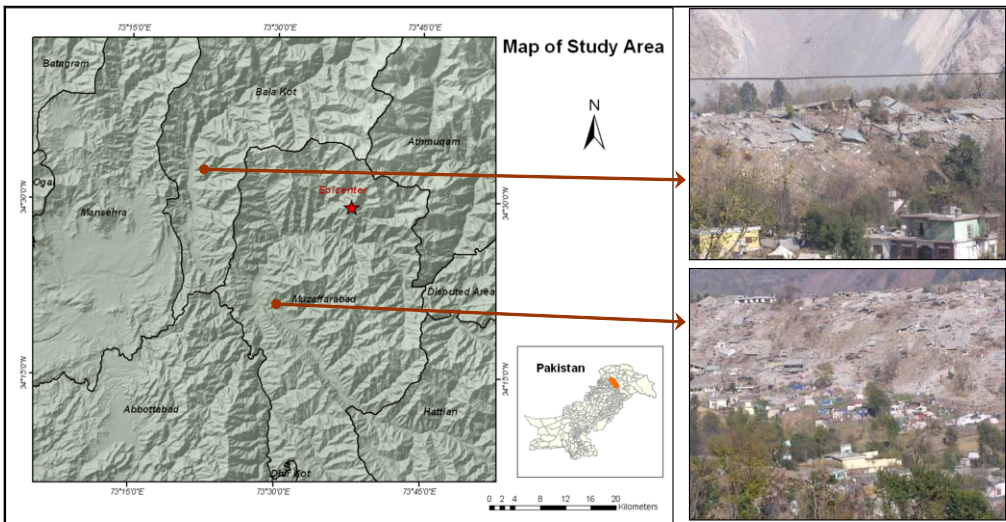 73°15'0"E
73°30'0"E
73°45'0"E
Map of Study Area
Batagram
Bala Kot
N
Athmuqam
Ogai
34°30'0"N
Epicenter
34°30'0"N
Mansehra
Muzaffarabad
Disputed Area
34°15'0"N
34°15'0"N
Pakistan
Abbottabad
Hattian
Dhir Kot
73°15'0"E
73°30'0"E
73°45'0"E
0 2 4 8 12 16 20
Kilometers